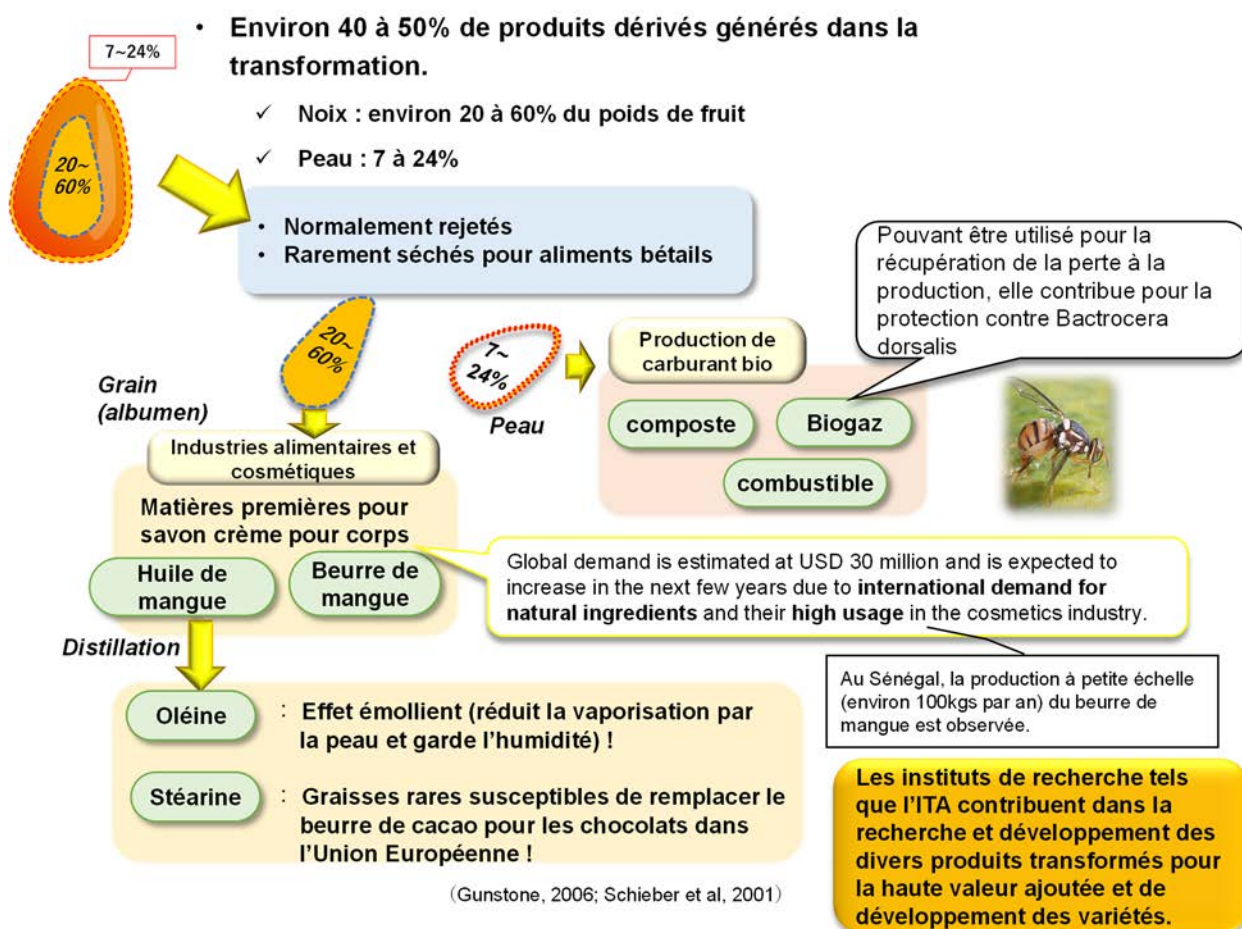 • Environ 40 à 50% de produits dérivés générés dans la
transformation.
7~24%
✓ Noix : environ 20 à 60% du poids de fruit
✓ Peau : 7 à 24%
20~
60%
• Normalement rejetés
• Rarement séchés pour aliments bétails
Pouvant être utilisé pour la
récupération de la perte à la
production, elle contribue pour la
protection contre Bactrocera
dorsalis
20~
60%
7~
24%
Production de
carburant bio
Grain
(albumen)
Peau
composte
Biogaz
combustible
Industries alimentaires et
cosmétiques
Matières premières pour
savon crème pour corps
Huile de
mangue
Beurre de
mangue
Global demand is estimated at USD 30 million and is expected to
increase in the next few years due to international demand for
natural ingredients and their high usage in the cosmetics industry.
Distillation
Au Sénégal, la production à petite échelle
(environ 100kgs par an) du beurre de
mangue est observée.
Oléine
: Effet émollient (réduit la vaporisation par
la peau et garde l'humidité) !
Stéarine
: Graisses rares susceptibles de remplacer le
beurre de cacao pour les chocolats dans
l'Union Européenne !
Les instituts de recherche tels
que l'ITA contribuent dans la
recherche et développement des
divers produits transformés pour
la haute valeur ajoutée et de
développement des variétés.
(Gunstone, 2006; Schieber et al, 2001)